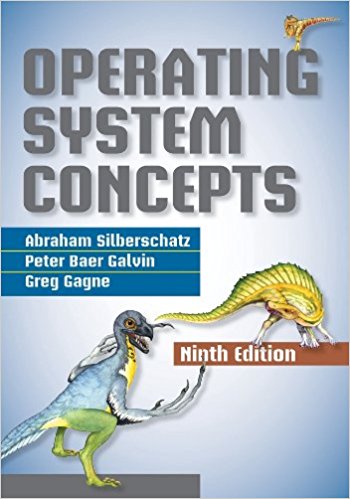 OPERATING
SYSTEM
CONCEPTS
Abraham Silberschatz
Peter Baer Galvin
Greg Gagne
Ninth Edition